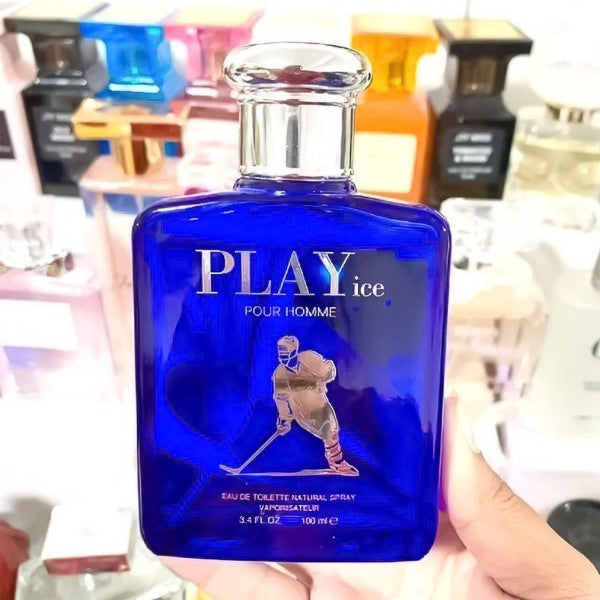 PLAY ice
POUR HOMME
EAU DE TOILETTE NATURAL SPRAY
VAPORISATEUR
3.4 FL.OZ 100 ml e